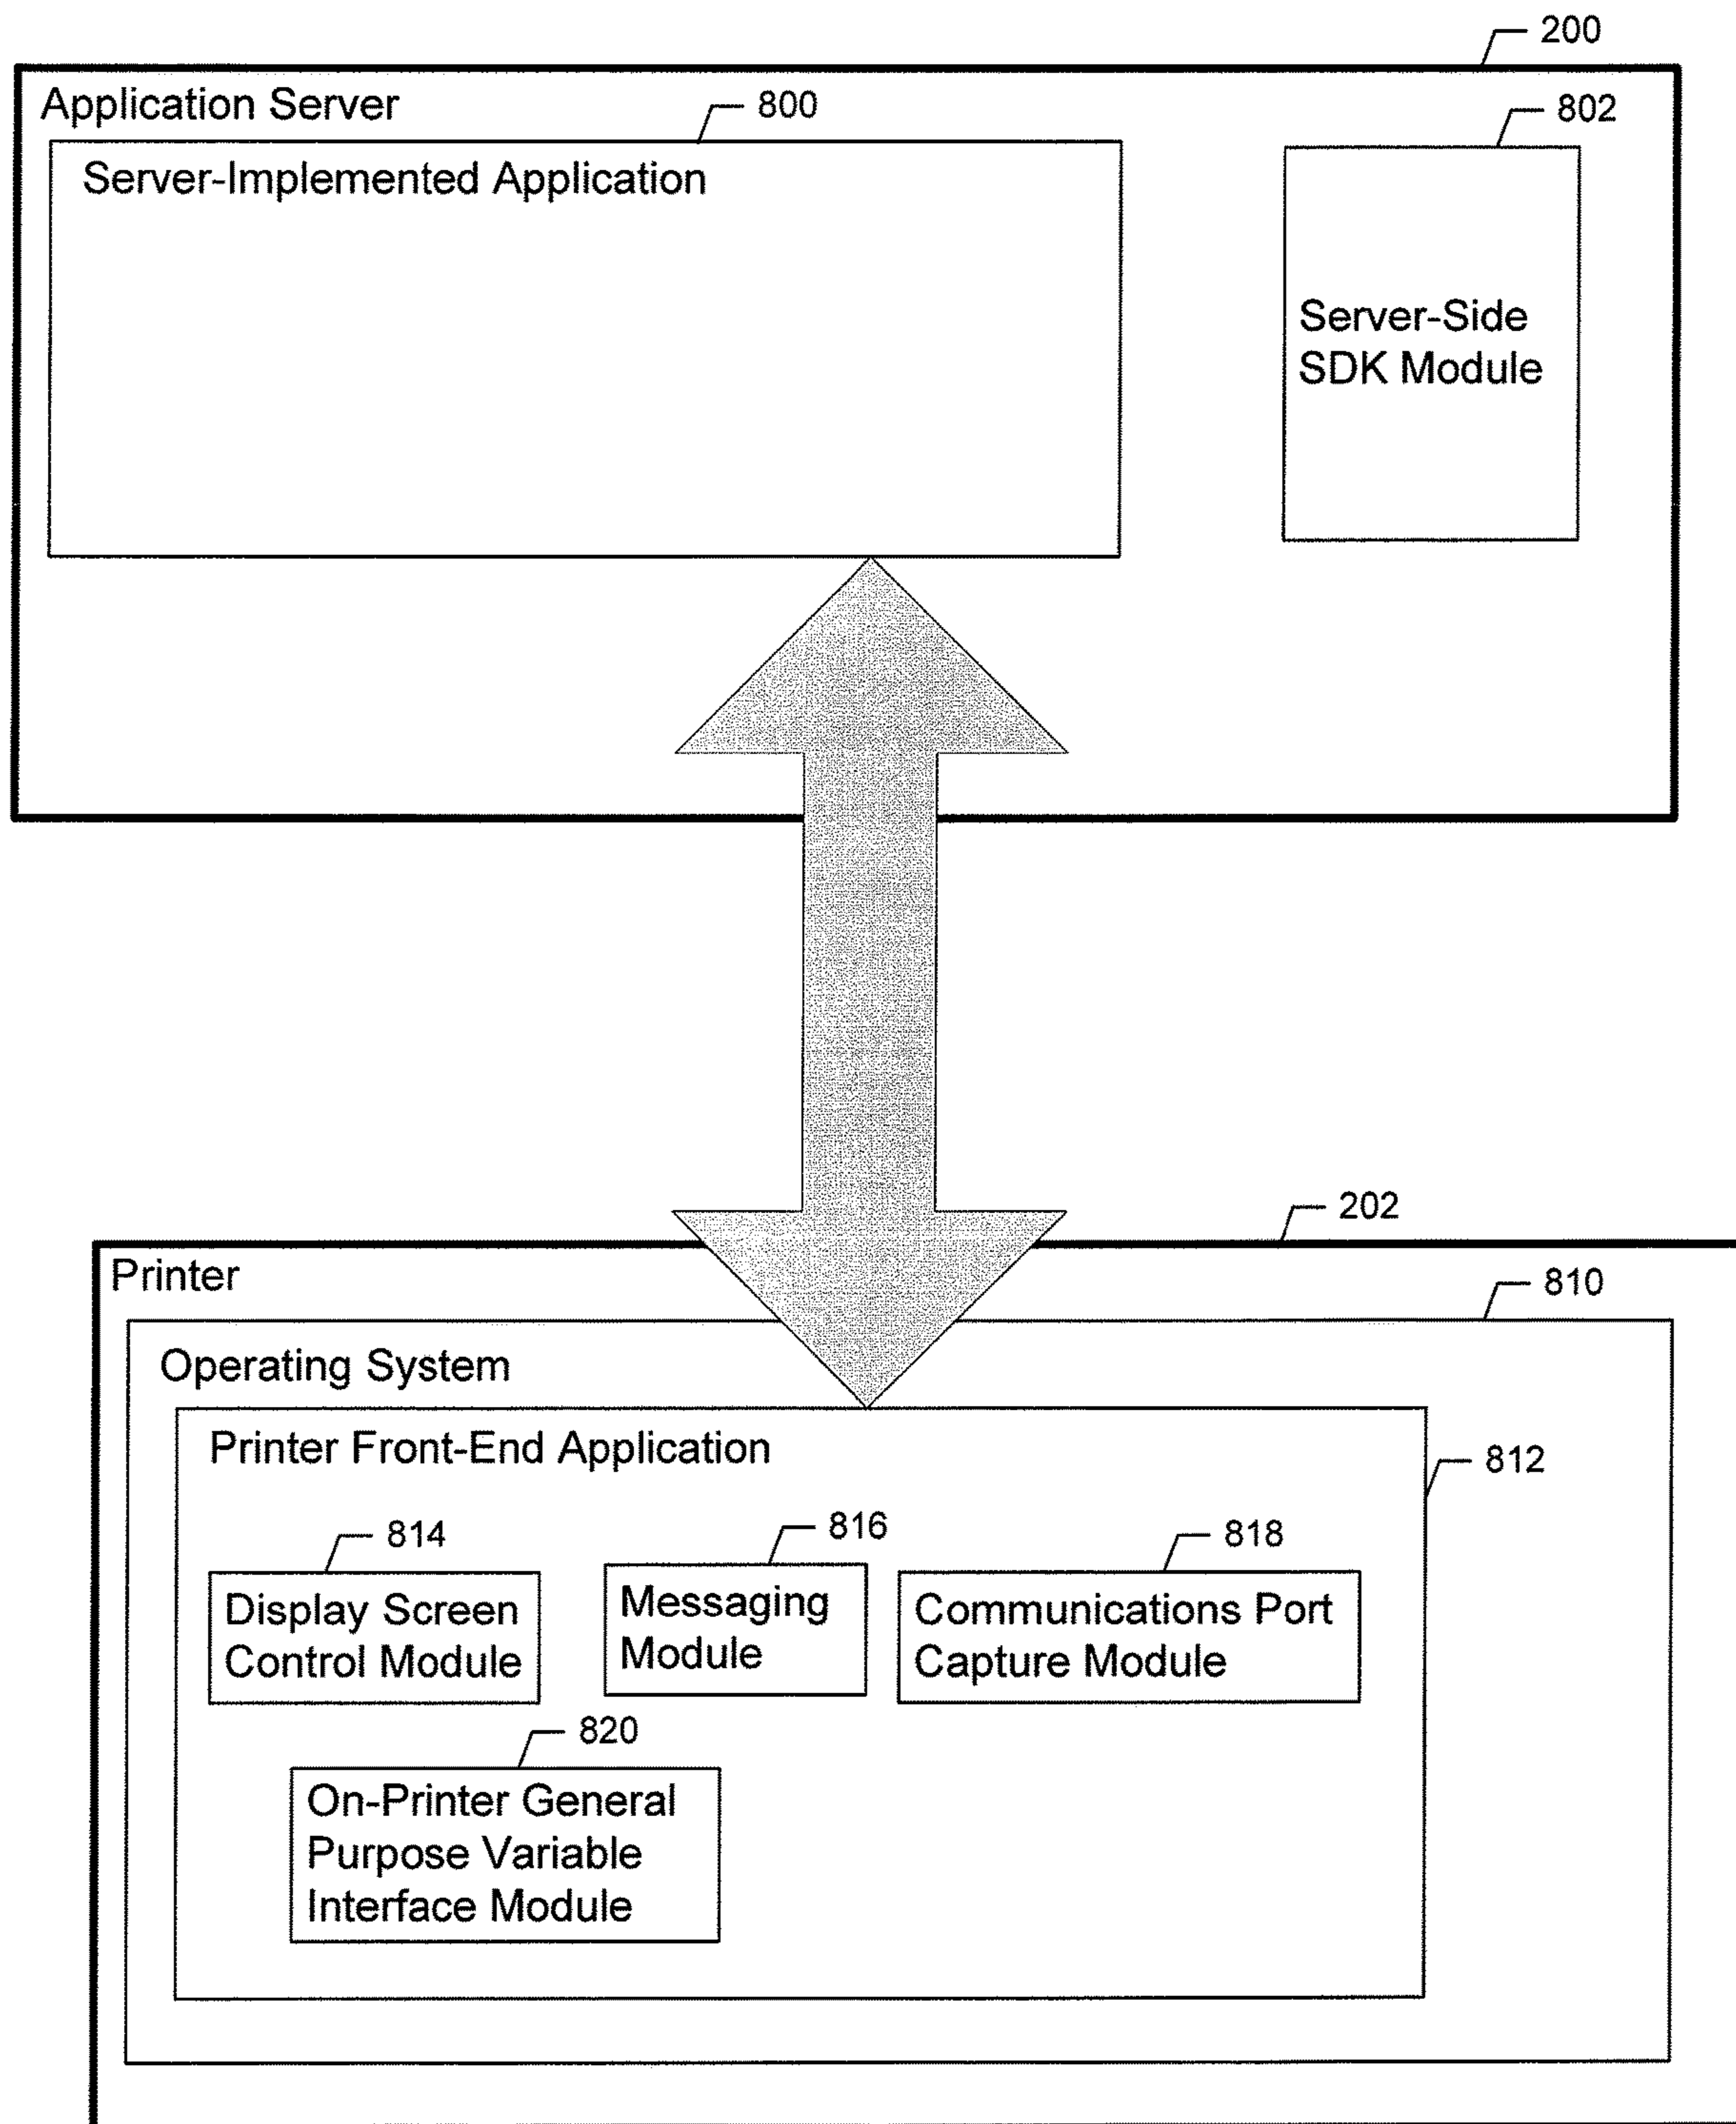 200
Application Server
800
802
Server-Implemented Application
Server-Side
SDK Module
202
Printer
810
Operating System
Printer Front-End Application
812
814
816
818
Display Screen
Control Module
Messaging
Module
Communications Port
Capture Module
820
On-Printer General
Purpose Variable
Interface Module